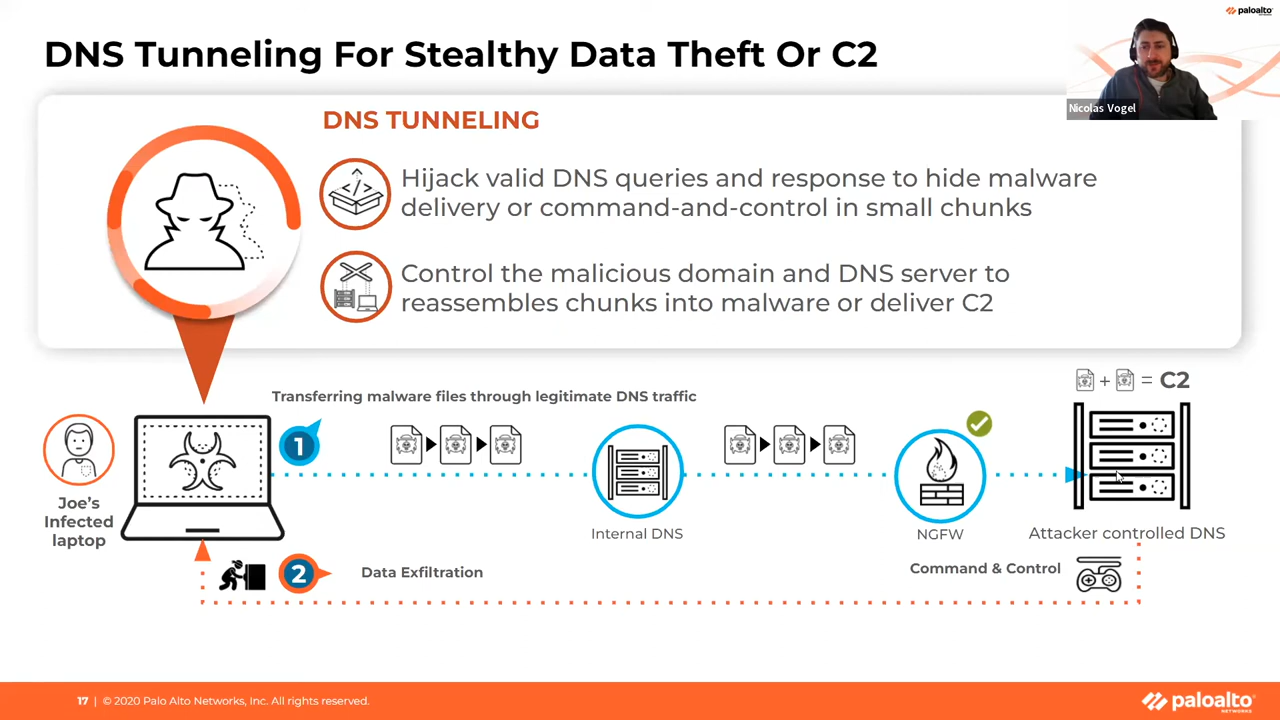 paloalto
DNS Tunneling For Stealthy Data Theft Or C2
Nicolas Vogel
DNS TUNNELING
Hijack valid DNS queries and response to hide malware
delivery or command-and-control in small chunks
Control the malicious domain and DNS server to
reassembles chunks into malware or deliver C2
+ = C2
Transferring malware files through legitimate DNS traffic
1
Joe's
Infected
laptop
Internal DNS
NGFW
Attacker controlled DNS
2
Data Exfiltration
Command & Control
17 | © 2020 Palo Alto Networks, Inc. All rights reserved.
paloalto
NETWORKS